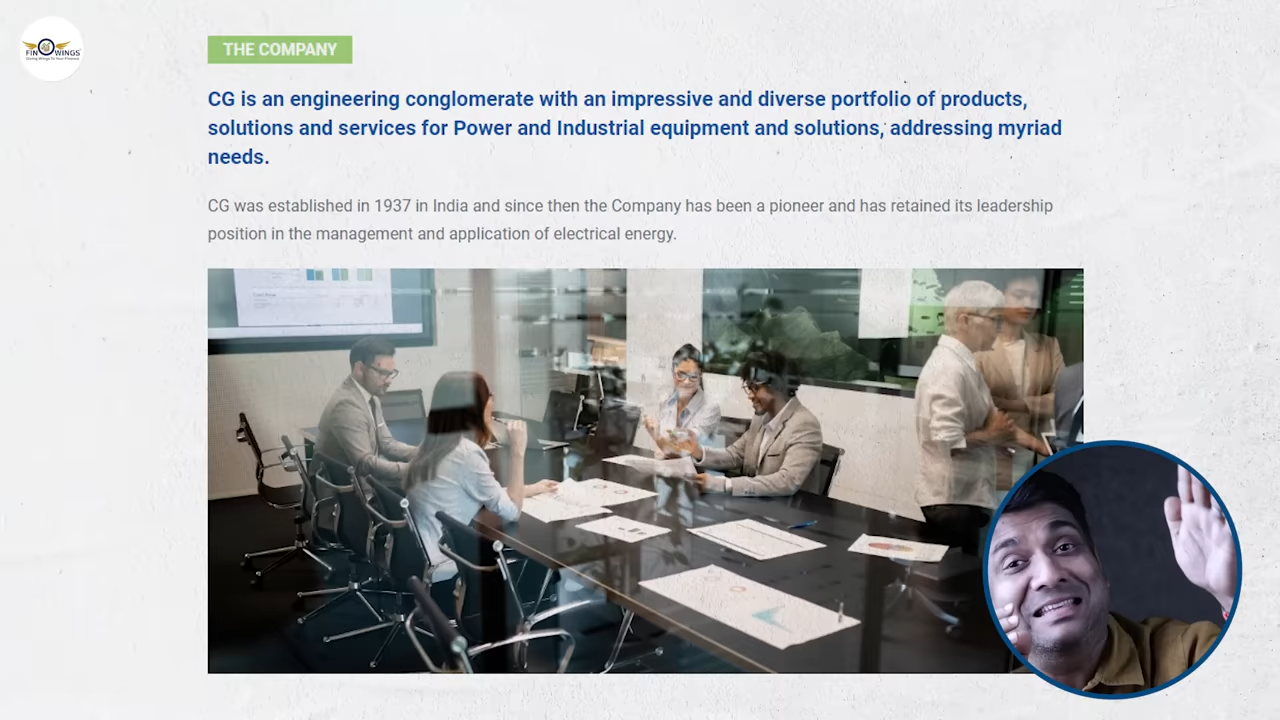 FINOWINGS
THE COMPANY
CG is an engineering conglomerate with an impressive and diverse portfolio of products,
solutions and services for Power and Industrial equipment and solutions, addressing myriad
needs.
CG was established in 1937 in India and since then the Company has been a pioneer and has retained its leadership
position in the management and application of electrical energy.